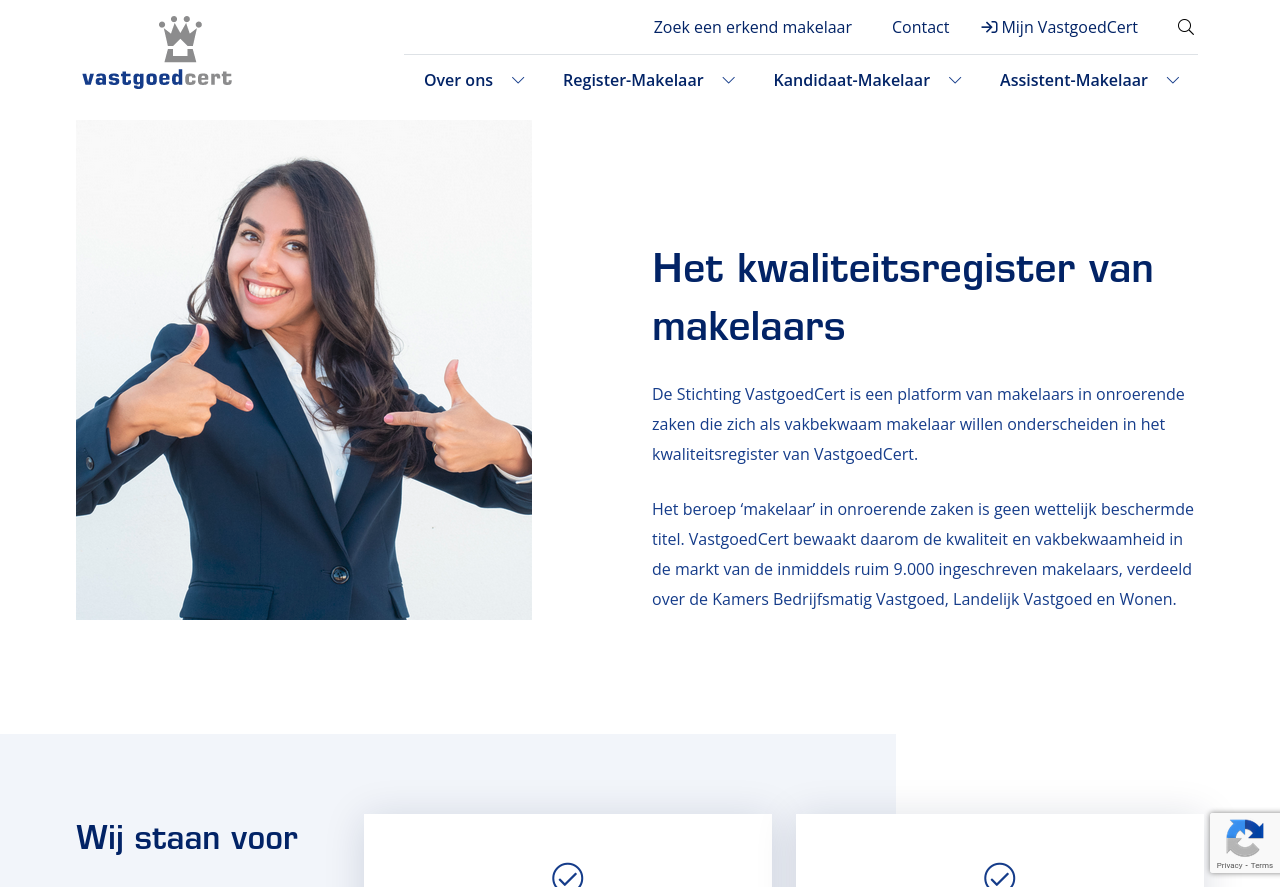 Zoek een erkend makelaar
Contact
Mijn VastgoedCert
vastgoedcert
Over ons
Register-Makelaar
Kandidaat-Makelaar
Assistent-Makelaar
Het kwaliteitsregister van
makelaars
De Stichting VastgoedCert is een platform van makelaars in onroerende
zaken die zich als vakbekwaam makelaar willen onderscheiden in het
kwaliteitsregister van VastgoedCert.
Het beroep ‘makelaar’ in onroerende zaken is geen wettelijk beschermde
titel. VastgoedCert bewaakt daarom de kwaliteit en vakbekwaamheid in
de markt van de inmiddels ruim 9.000 ingeschreven makelaars, verdeeld
over de Kamers Bedrijfsmatig Vastgoed, Landelijk Vastgoed en Wonen.
Wij staan voor
Privacy - Terms